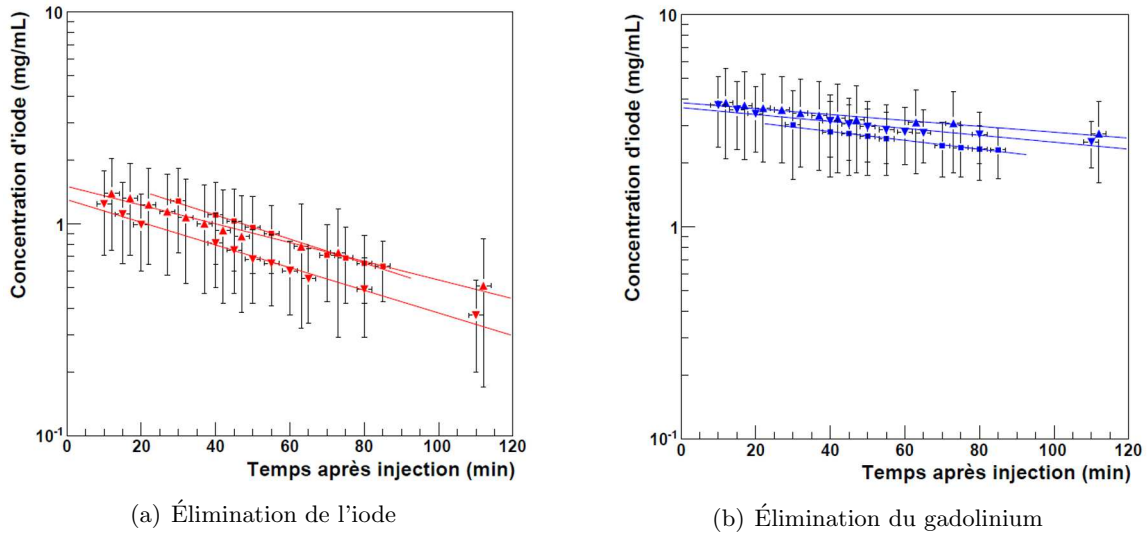 Concentration d'iode (mg/mL)
10
1
10-1
0 20 40 60 80 100 120
Temps après injection (min)
(a) Élimination de l'iode
Concentration d'iode (mg/mL)
10
1
10-1
0 20 40 60 80 100 120
Temps après injection (min)
(b) Élimination du gadolinium